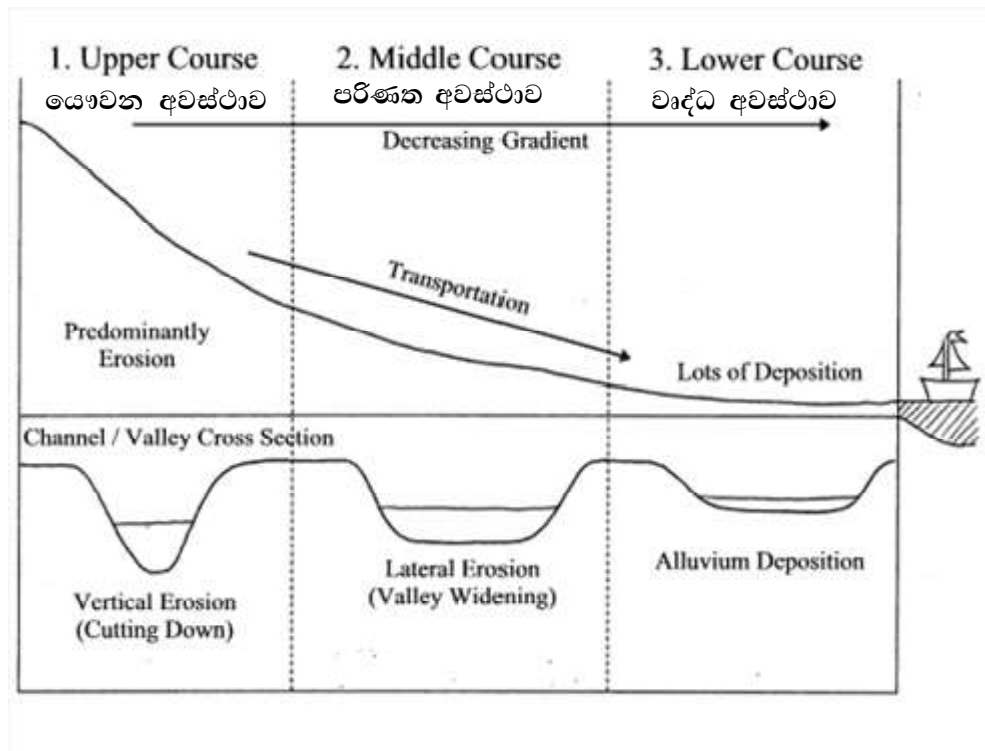 1. Upper Course
යෞවන අවස්ථාව
2. Middle Course
පරිණත අවස්ථාව
3. Lower Course
වෘද්ධ අවස්ථාව
Decreasing Gradient
Transportation
Predominantly
Erosion
Lots of Deposition
Channel / Valley Cross Section
Vertical Erosion
(Cutting Down)
Lateral Erosion
(Valley Widening)
Alluvium Deposition